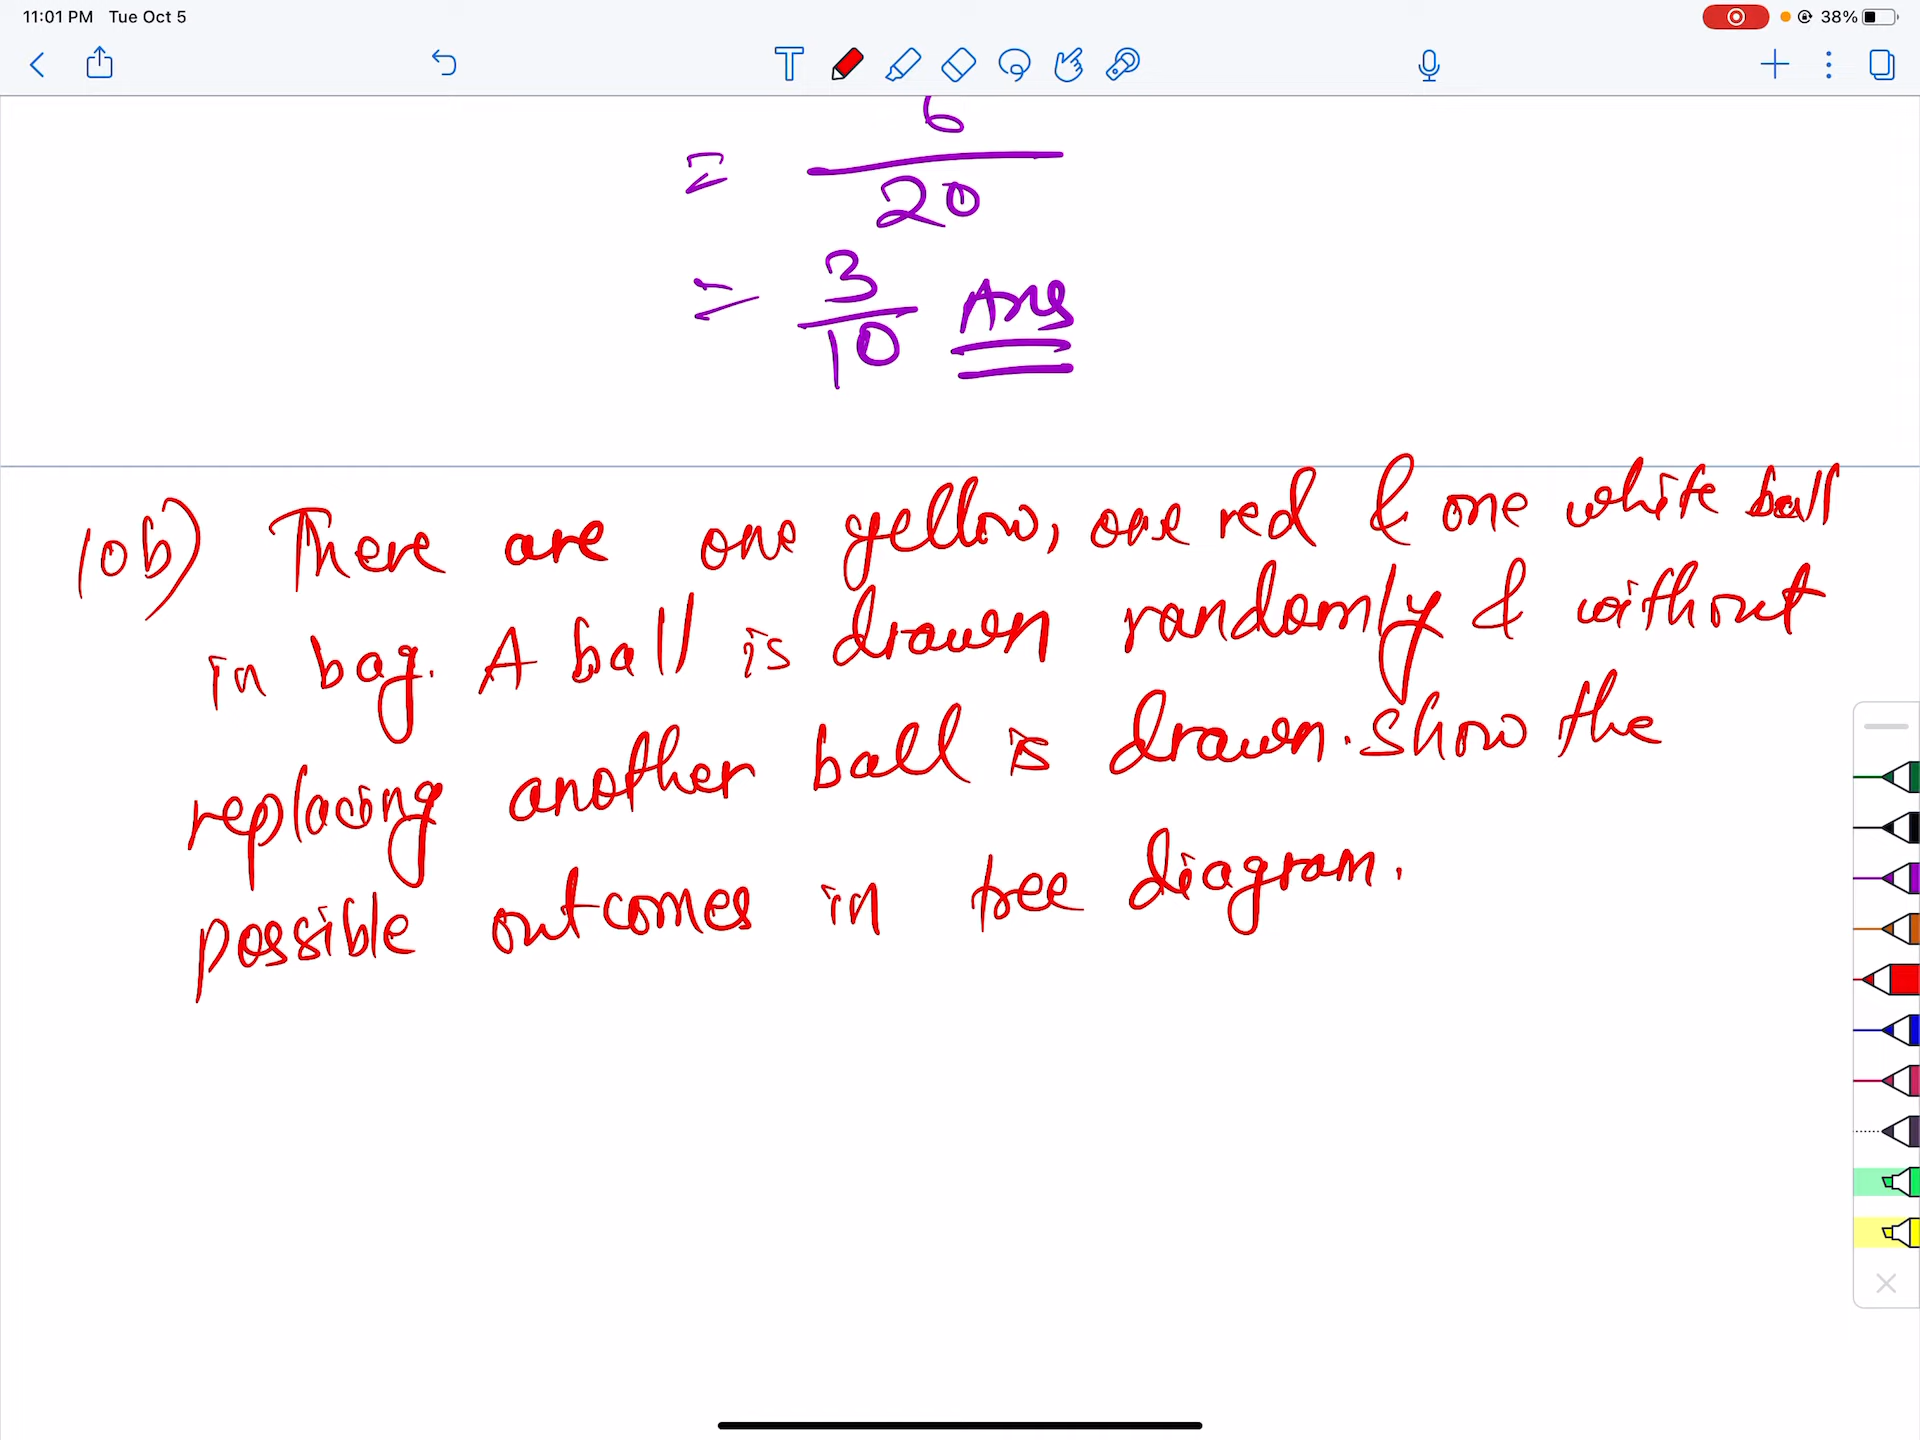 11:01 PM Tue Oct 5
38%
6
= 20
= 3
10 Ans
10b) There are one yellow, one red & one white ball
in bag. A ball is drawn randomly & without
replacing another ball is drawn. Show the
possible outcomes in tree diagram.